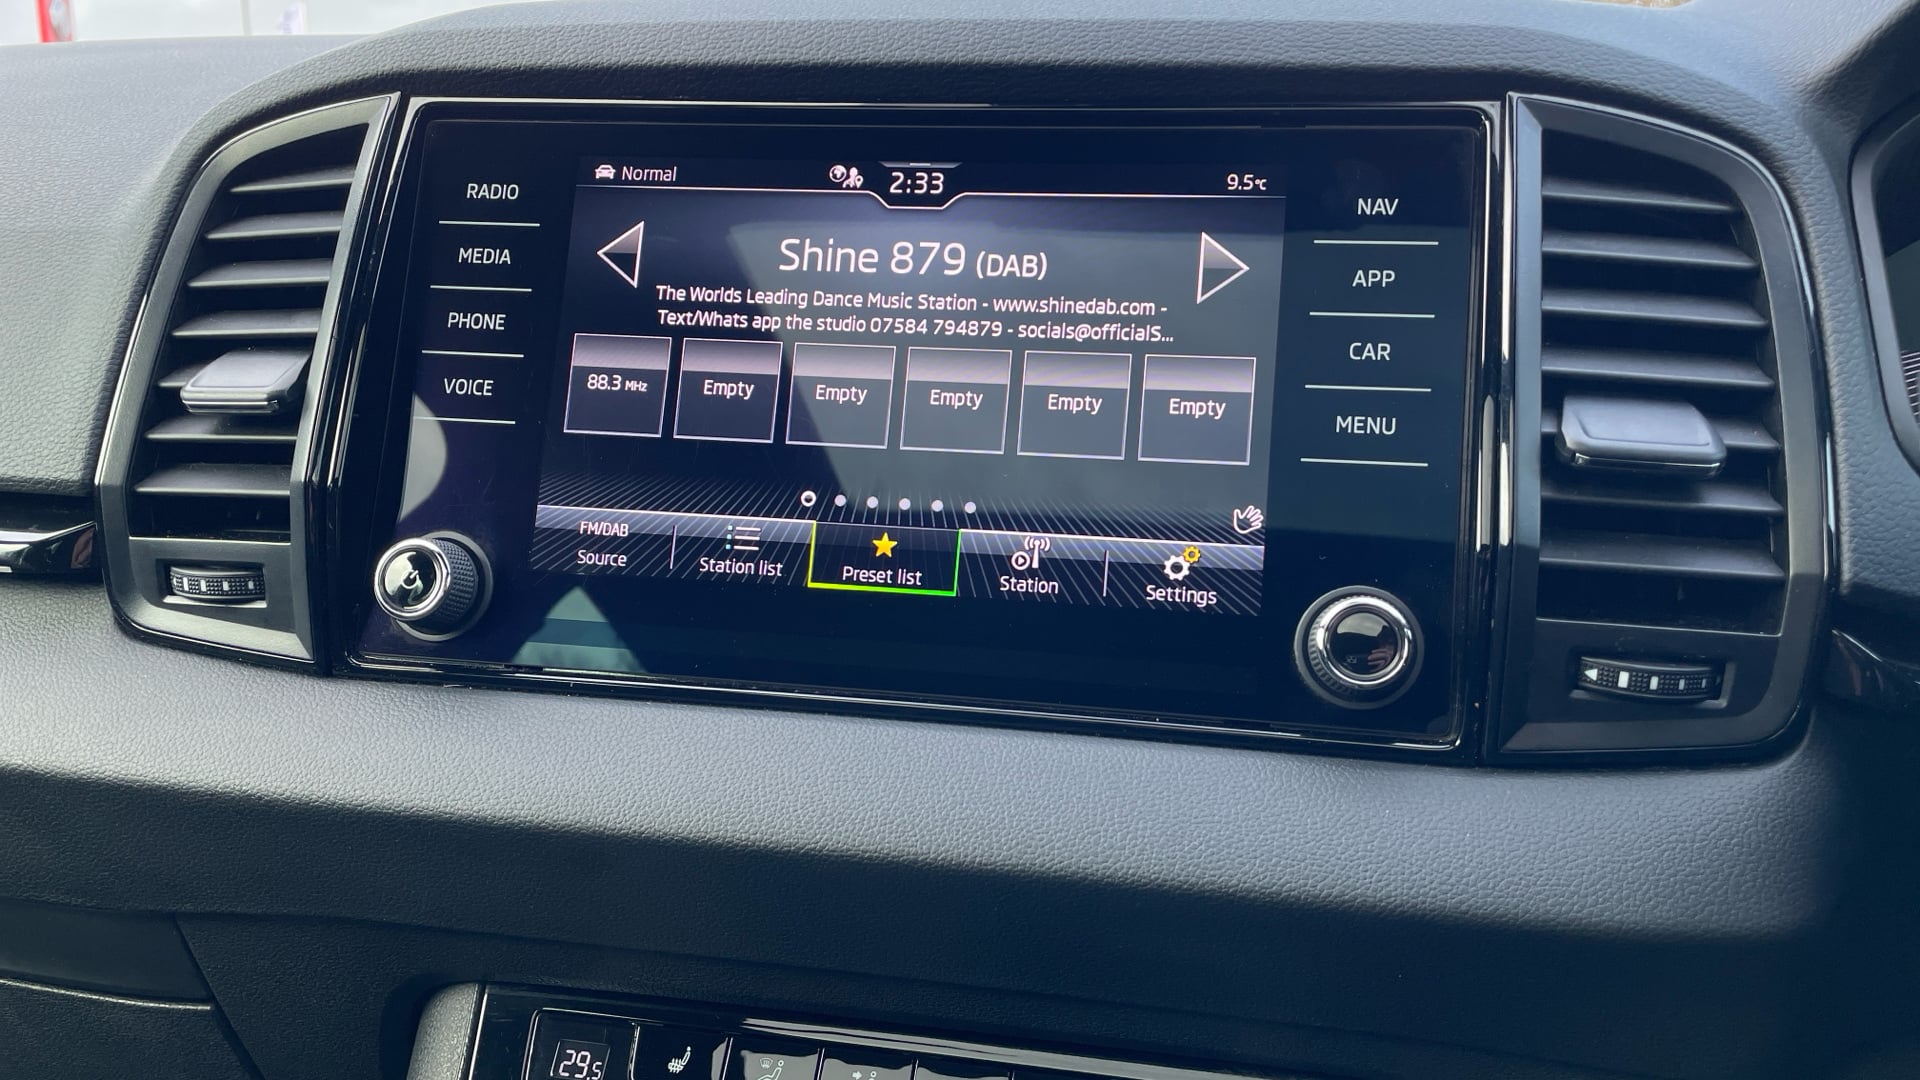 Normal
2:33
9.5°C
RADIO
MEDIA
PHONE
VOICE
Shine 879 (DAB)
The Worlds Leading Dance Music Station - www.shinedab.com -
Text/Whats app the studio 07584 794879 - socials@officialS...
88.3 MHz
Empty
Empty
Empty
Empty
Empty
FM/DAB
Source
Station list
Preset list
Station
Settings
NAV
APP
CAR
MENU
29.5